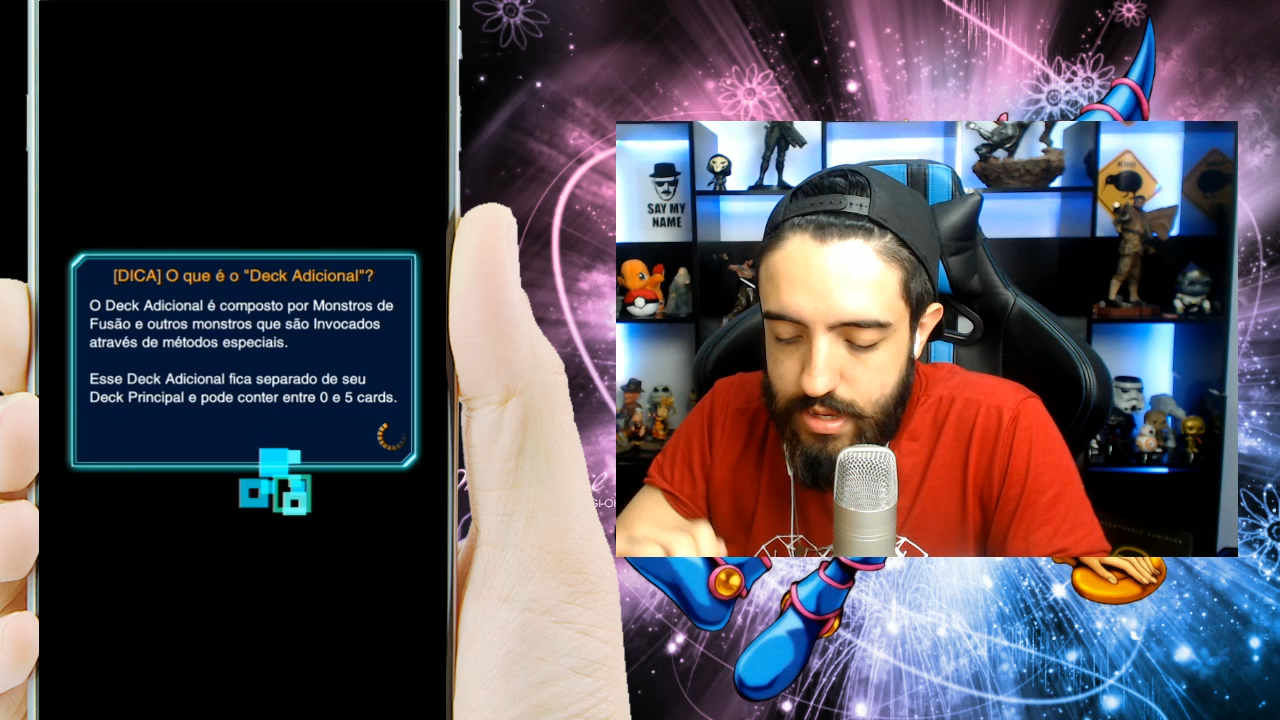 [DICA] O que é o "Deck Adicional"?
O Deck Adicional é composto por Monstros de
Fusão e outros monstros que são Invocados
através de métodos especiais.
Esse Deck Adicional fica separado de seu
Deck Principal e pode conter entre 0 e 5 cards.
SAY MY
NAME